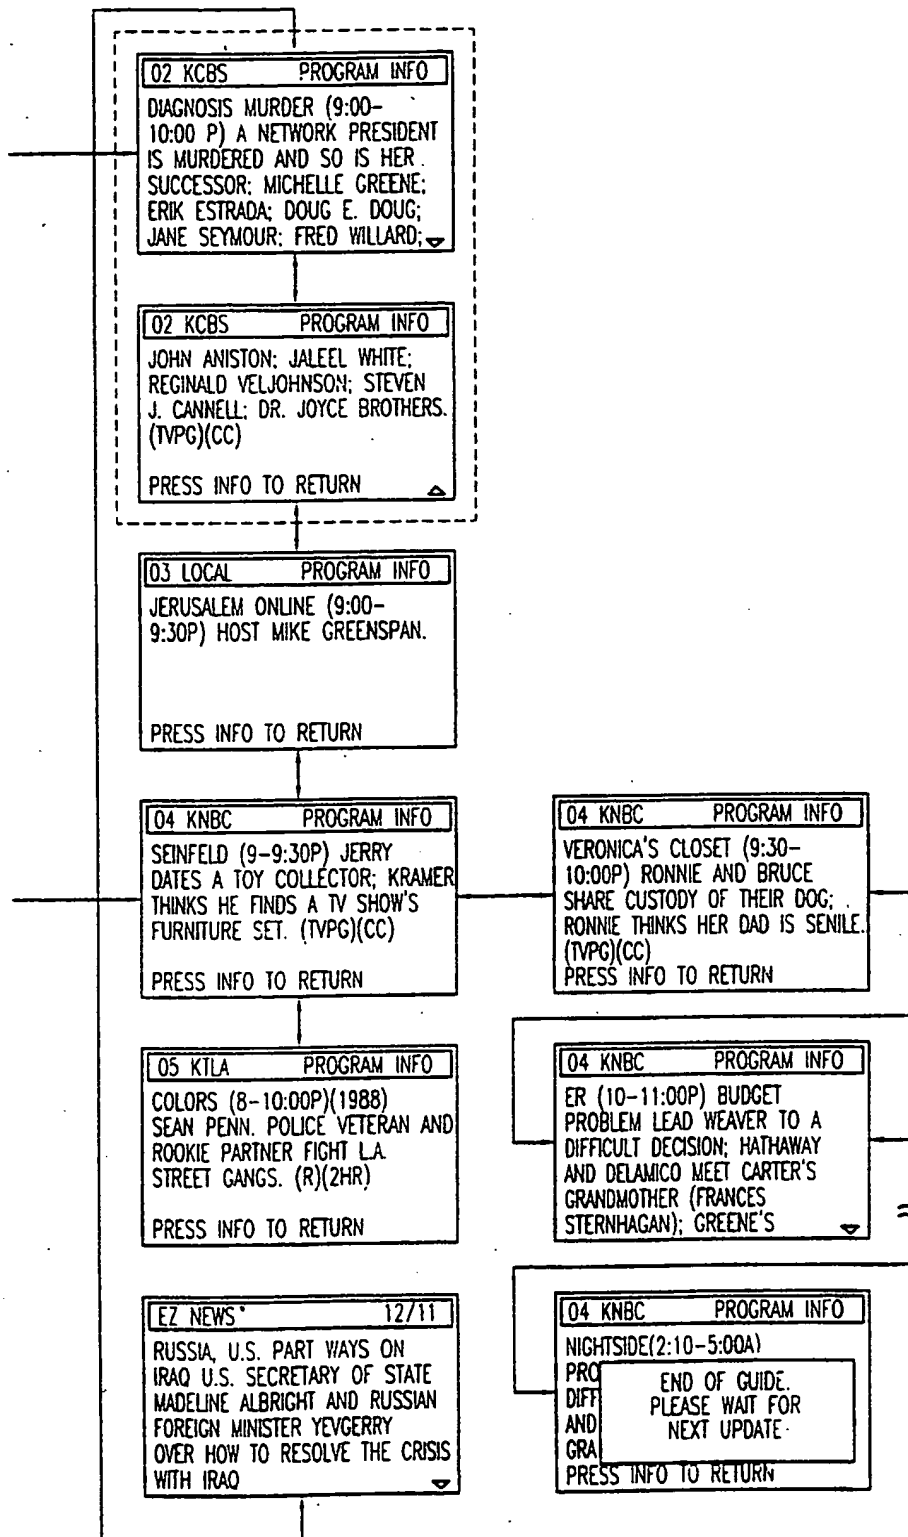 02 KCBS PROGRAM INFO
DIAGNOSIS MURDER (9:00-
10:00 P) A NETWORK PRESIDENT
IS MURDERED AND SO IS HER
SUCCESSOR: MICHELLE GREENE;
ERIK ESTRADA; DOUG E. DOUG;
JANE SEYMOUR; FRED WILLARD;
02 KCBS PROGRAM INFO
JOHN ANISTON; JALEEL WHITE;
REGINALD VELJOHNSON; STEVEN
J. CANNELL; DR. JOYCE BROTHERS.
(TVPG)(CC)
PRESS INFO TO RETURN
03 LOCAL PROGRAM INFO
JERUSALEM ONLINE (9:00-
9:30P) HOST MIKE GREENSPAN.
PRESS INFO TO RETURN
04 KNBC PROGRAM INFO
SEINFELD (9-9:30P) JERRY
DATES A TOY COLLECTOR; KRAMER
THINKS HE FINDS A TV SHOW'S
FURNITURE SET. (TVPG)(CC)
PRESS INFO TO RETURN
04 KNBC PROGRAM INFO
VERONICA'S CLOSET (9:30-
10:00P) RONNIE AND BRUCE
SHARE CUSTODY OF THEIR DOG;
RONNIE THINKS HER DAD IS SENILE.
(TVPG)(CC)
PRESS INFO TO RETURN
05 KTLA PROGRAM INFO
COLORS (8-10:00P)(1988)
SEAN PENN. POLICE VETERAN AND
ROOKIE PARTNER FIGHT L.A.
STREET GANGS. (R)(2HR)
PRESS INFO TO RETURN
04 KNBC PROGRAM INFO
ER (10-11:00P) BUDGET
PROBLEM LEAD WEAVER TO A
DIFFICULT DECISION; HATHAWAY
AND DELAMICO MEET CARTER'S
GRANDMOTHER (FRANCES
STERNHAGAN); GREENE'S
EZ NEWS 12/11
RUSSIA, U.S. PART WAYS ON
IRAQ U.S. SECRETARY OF STATE
MADELINE ALBRIGHT AND RUSSIAN
FOREIGN MINISTER YEVGERRY
OVER HOW TO RESOLVE THE CRISIS
WITH IRAQ
04 KNBC PROGRAM INFO
NIGHTSIDE(2:10-5:00A)
PRO
DIFF
AND
GRA
END OF GUIDE.
PLEASE WAIT FOR
NEXT UPDATE
PRESS INFO TO RETURN